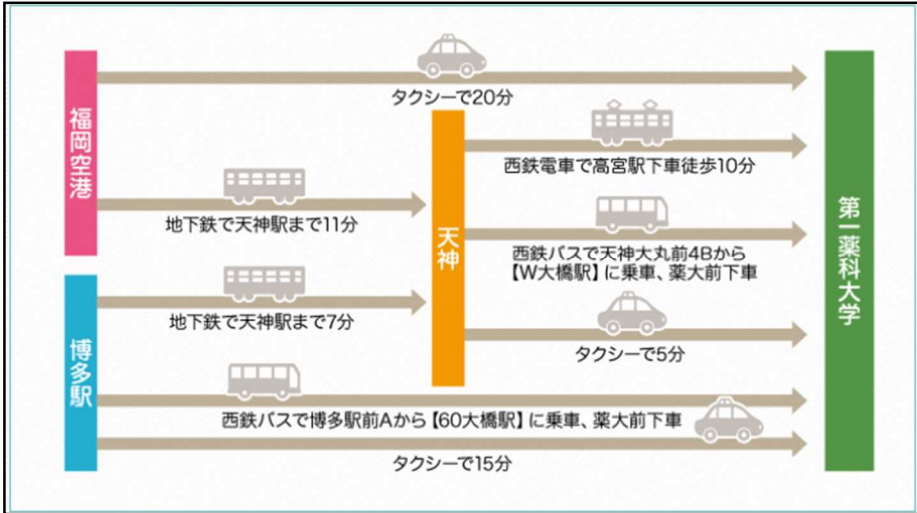 福岡空港
タクシーで20分
地下鉄で天神駅まで11分
天神
西鉄電車で高宮駅下車徒歩10分
西鉄バスで天神大丸前4Bから
【W大橋駅】に乗車、薬大前下車
タクシーで5分
博多駅
地下鉄で天神駅まで7分
西鉄バスで博多駅前Aから【60大橋駅】に乗車、薬大前下車
タクシーで15分
第一薬科大学